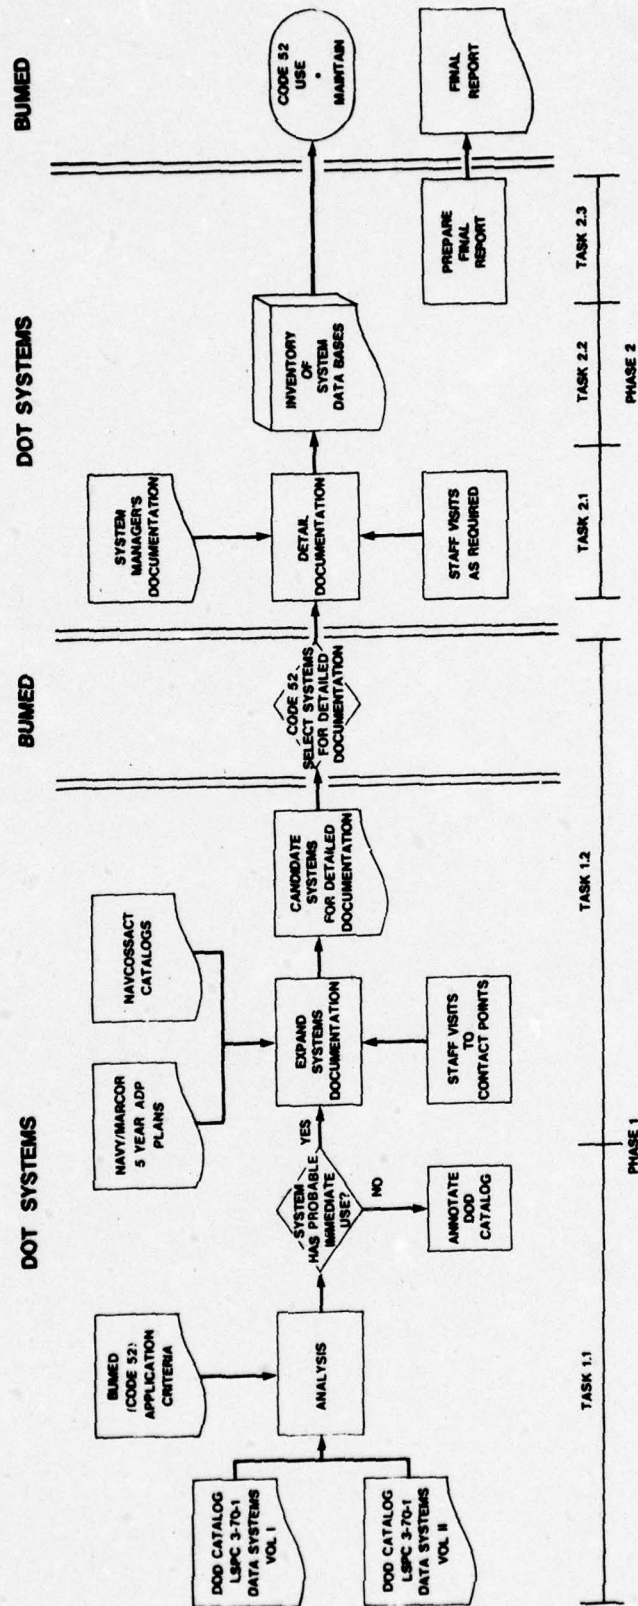 DOT SYSTEMS
BUMED
DOT SYSTEMS
BUMED
DOD CATALOG
LSPC 3-70-1
DATA SYSTEMS
VOL I
DOD CATALOG
LSPC 3-70-1
DATA SYSTEMS
VOL II
BUMED
(CODE 52)
APPLICATION
CRITERIA
ANALYSIS
SYSTEM
HAS PROBABLE
IMMEDIATE
USE?
YES
NO
ANNOTATE
DOD
CATALOG
NAVY/MARCOR
5 YEAR ADP
PLANS
NAVCOSSACT
CATALOGS
EXPAND
SYSTEMS
DOCUMENTATION
STAFF VISITS
TO
CONTACT POINTS
CANDIDATE
SYSTEMS
FOR DETAILED
DOCUMENTATION
CODE 52
SELECT SYSTEMS
FOR DETAILED
DOCUMENTATION
SYSTEM
MANAGER'S
DOCUMENTATION
DETAIL
DOCUMENTATION
STAFF VISITS
AS REQUIRED
INVENTORY
OF
SYSTEM
DATA BASES
CODE 52
USE
•
MAINTAIN
PREPARE
FINAL
REPORT
FINAL
REPORT
TASK 1.1
TASK 1.2
TASK 2.1
TASK 2.2
TASK 2.3
PHASE 1
PHASE 2